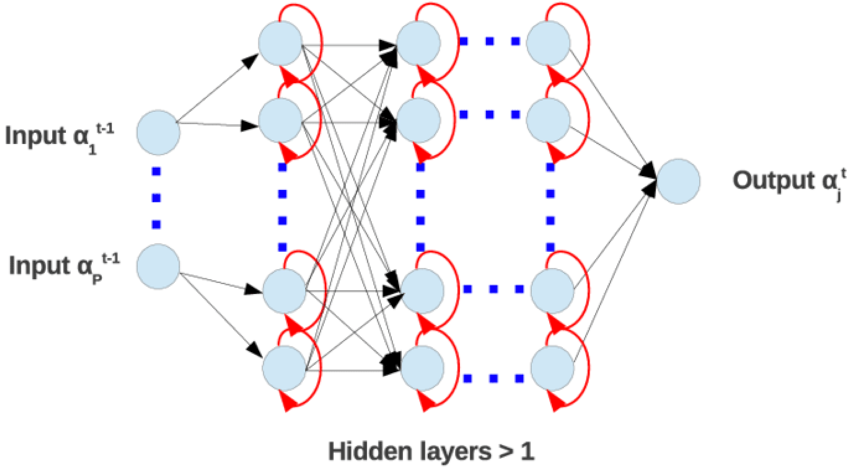 Input α₁ᵗ⁻¹
Input αₚᵗ⁻¹
Output αⱼᵗ
Hidden layers > 1